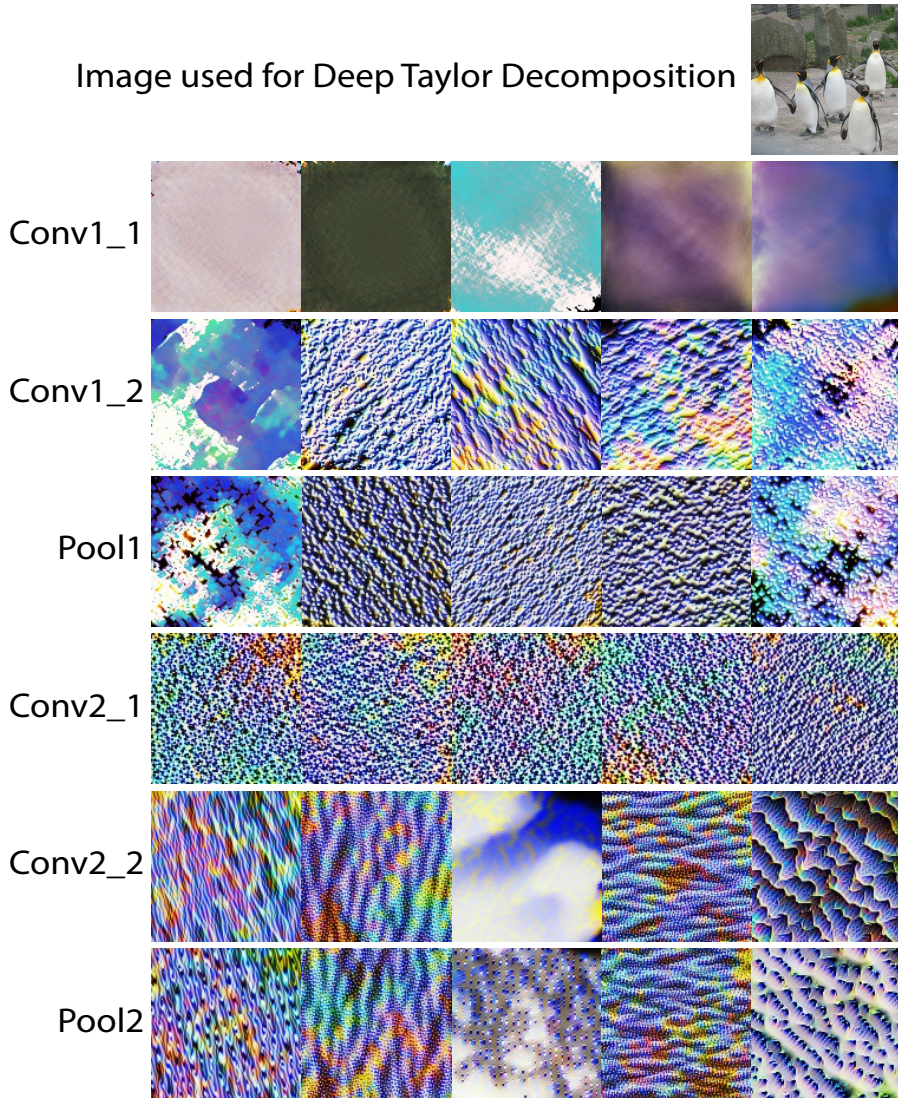 Image used for Deep Taylor Decomposition
Conv1_1
Conv1_2
Pool1
Conv2_1
Conv2_2
Pool2